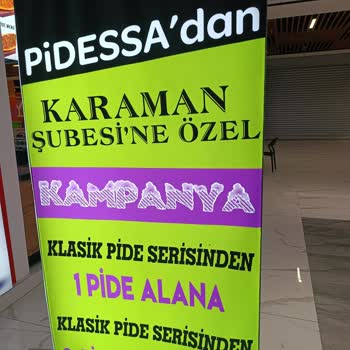 PiDESSA'dan
KARAMAN
ŞUBESİ'NE ÖZEL
KAMPANYA
KLASİK PİDE SERİSİNDEN
1 PİDE ALANA
KLASİK PİDE SERİSİNDEN